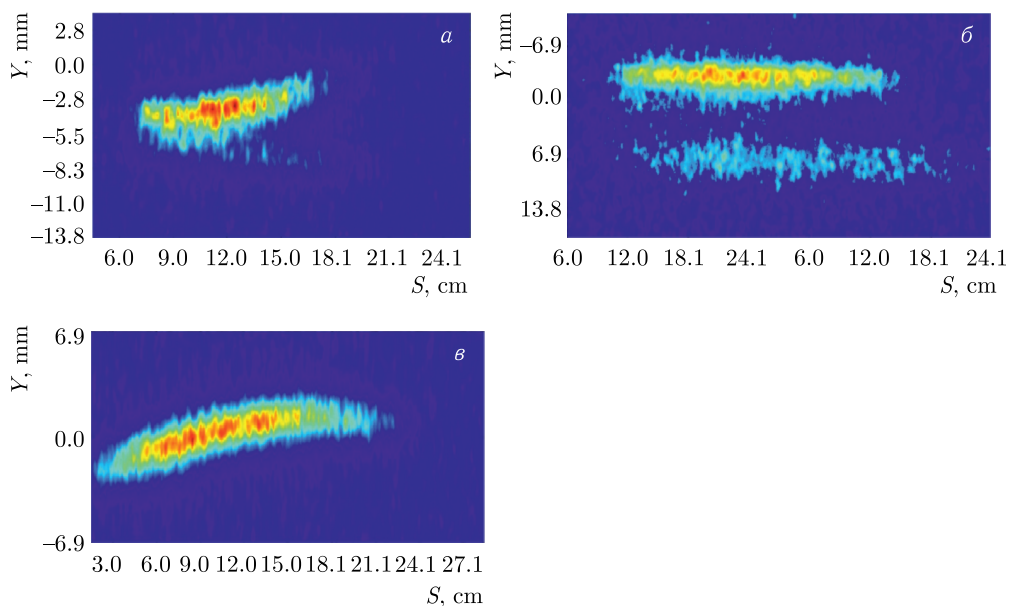 Y, mm
2.8
0.0
–2.8
–5.5
–8.3
–11.0
–13.8
а
6.0 9.0 12.0 15.0 18.1 21.1 24.1
S, cm
Y, mm
–6.9
0.0
6.9
13.8
б
6.0 12.0 18.1 24.1 6.0 12.0 18.1 24.1
S, cm
Y, mm
6.9
0.0
–6.9
в
3.0 6.0 9.0 12.0 15.0 18.1 21.1 24.1 27.1
S, cm